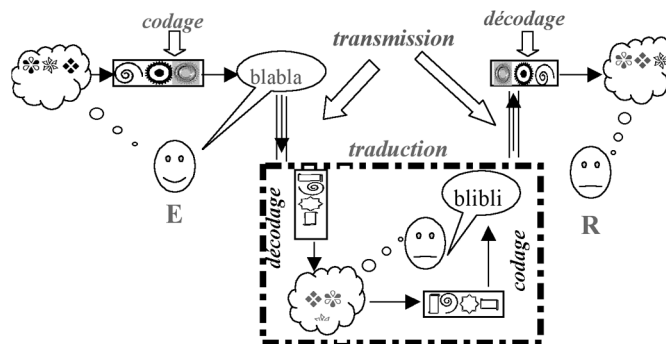 codage
transmission
décodage
blabla
traduction
E
décodage
blibli
codage
R